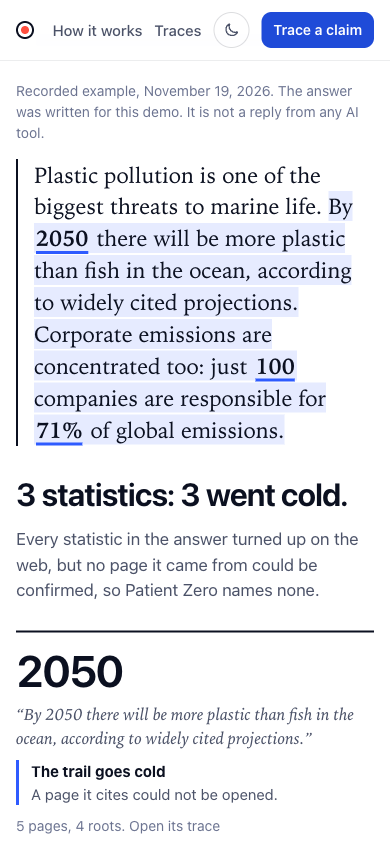 How it works Traces Trace a claim
Recorded example, November 19, 2026. The answer
was written for this demo. It is not a reply from any AI
tool.
Plastic pollution is one of the
biggest threats to marine life. By
2050 there will be more plastic
than fish in the ocean, according
to widely cited projections.
Corporate emissions are
concentrated too: just 100
companies are responsible for
71% of global emissions.
3 statistics: 3 went cold.
Every statistic in the answer turned up on the
web, but no page it came from could be
confirmed, so Patient Zero names none.
2050
“By 2050 there will be more plastic than fish in the
ocean, according to widely cited projections.”
The trail goes cold
A page it cites could not be opened.
5 pages, 4 roots. Open its trace